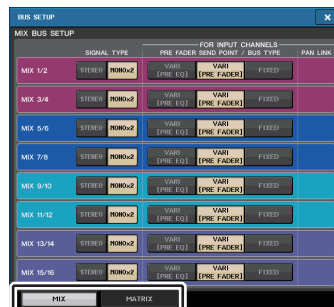 BUS SETUP
MIX BUS SETUP
FOR INPUT CHANNELS
SIGNAL TYPE PRE FADER SEND POINT / BUS TYPE PAN LINK
MIX 1/2 STEREO MONOx2 VARI [PRE EQ] VARI [PRE FADER] FIXED
MIX 3/4 STEREO MONOx2 VARI [PRE EQ] VARI [PRE FADER] FIXED
MIX 5/6 STEREO MONOx2 VARI [PRE EQ] VARI [PRE FADER] FIXED
MIX 7/8 STEREO MONOx2 VARI [PRE EQ] VARI [PRE FADER] FIXED
MIX 9/10 STEREO MONOx2 VARI [PRE EQ] VARI [PRE FADER] FIXED
MIX 11/12 STEREO MONOx2 VARI [PRE EQ] VARI [PRE FADER] FIXED
MIX 13/14 STEREO MONOx2 VARI [PRE EQ] VARI [PRE FADER] FIXED
MIX 15/16 STEREO MONOx2 VARI [PRE EQ] VARI [PRE FADER] FIXED
MIX MATRIX